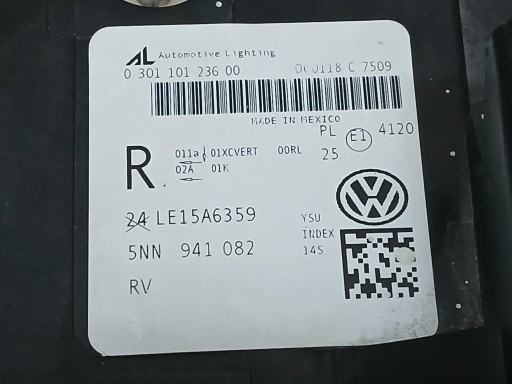 AL Automotive Lighting
0 301 101 236 00 060118 C 7509
MADE IN MEXICO
PL E1 4120
R 011a 01XCVERT 00RL 25.
02A 01K
24 LE15A6359 YSU
INDEX
5NN 941 082 14S
RV